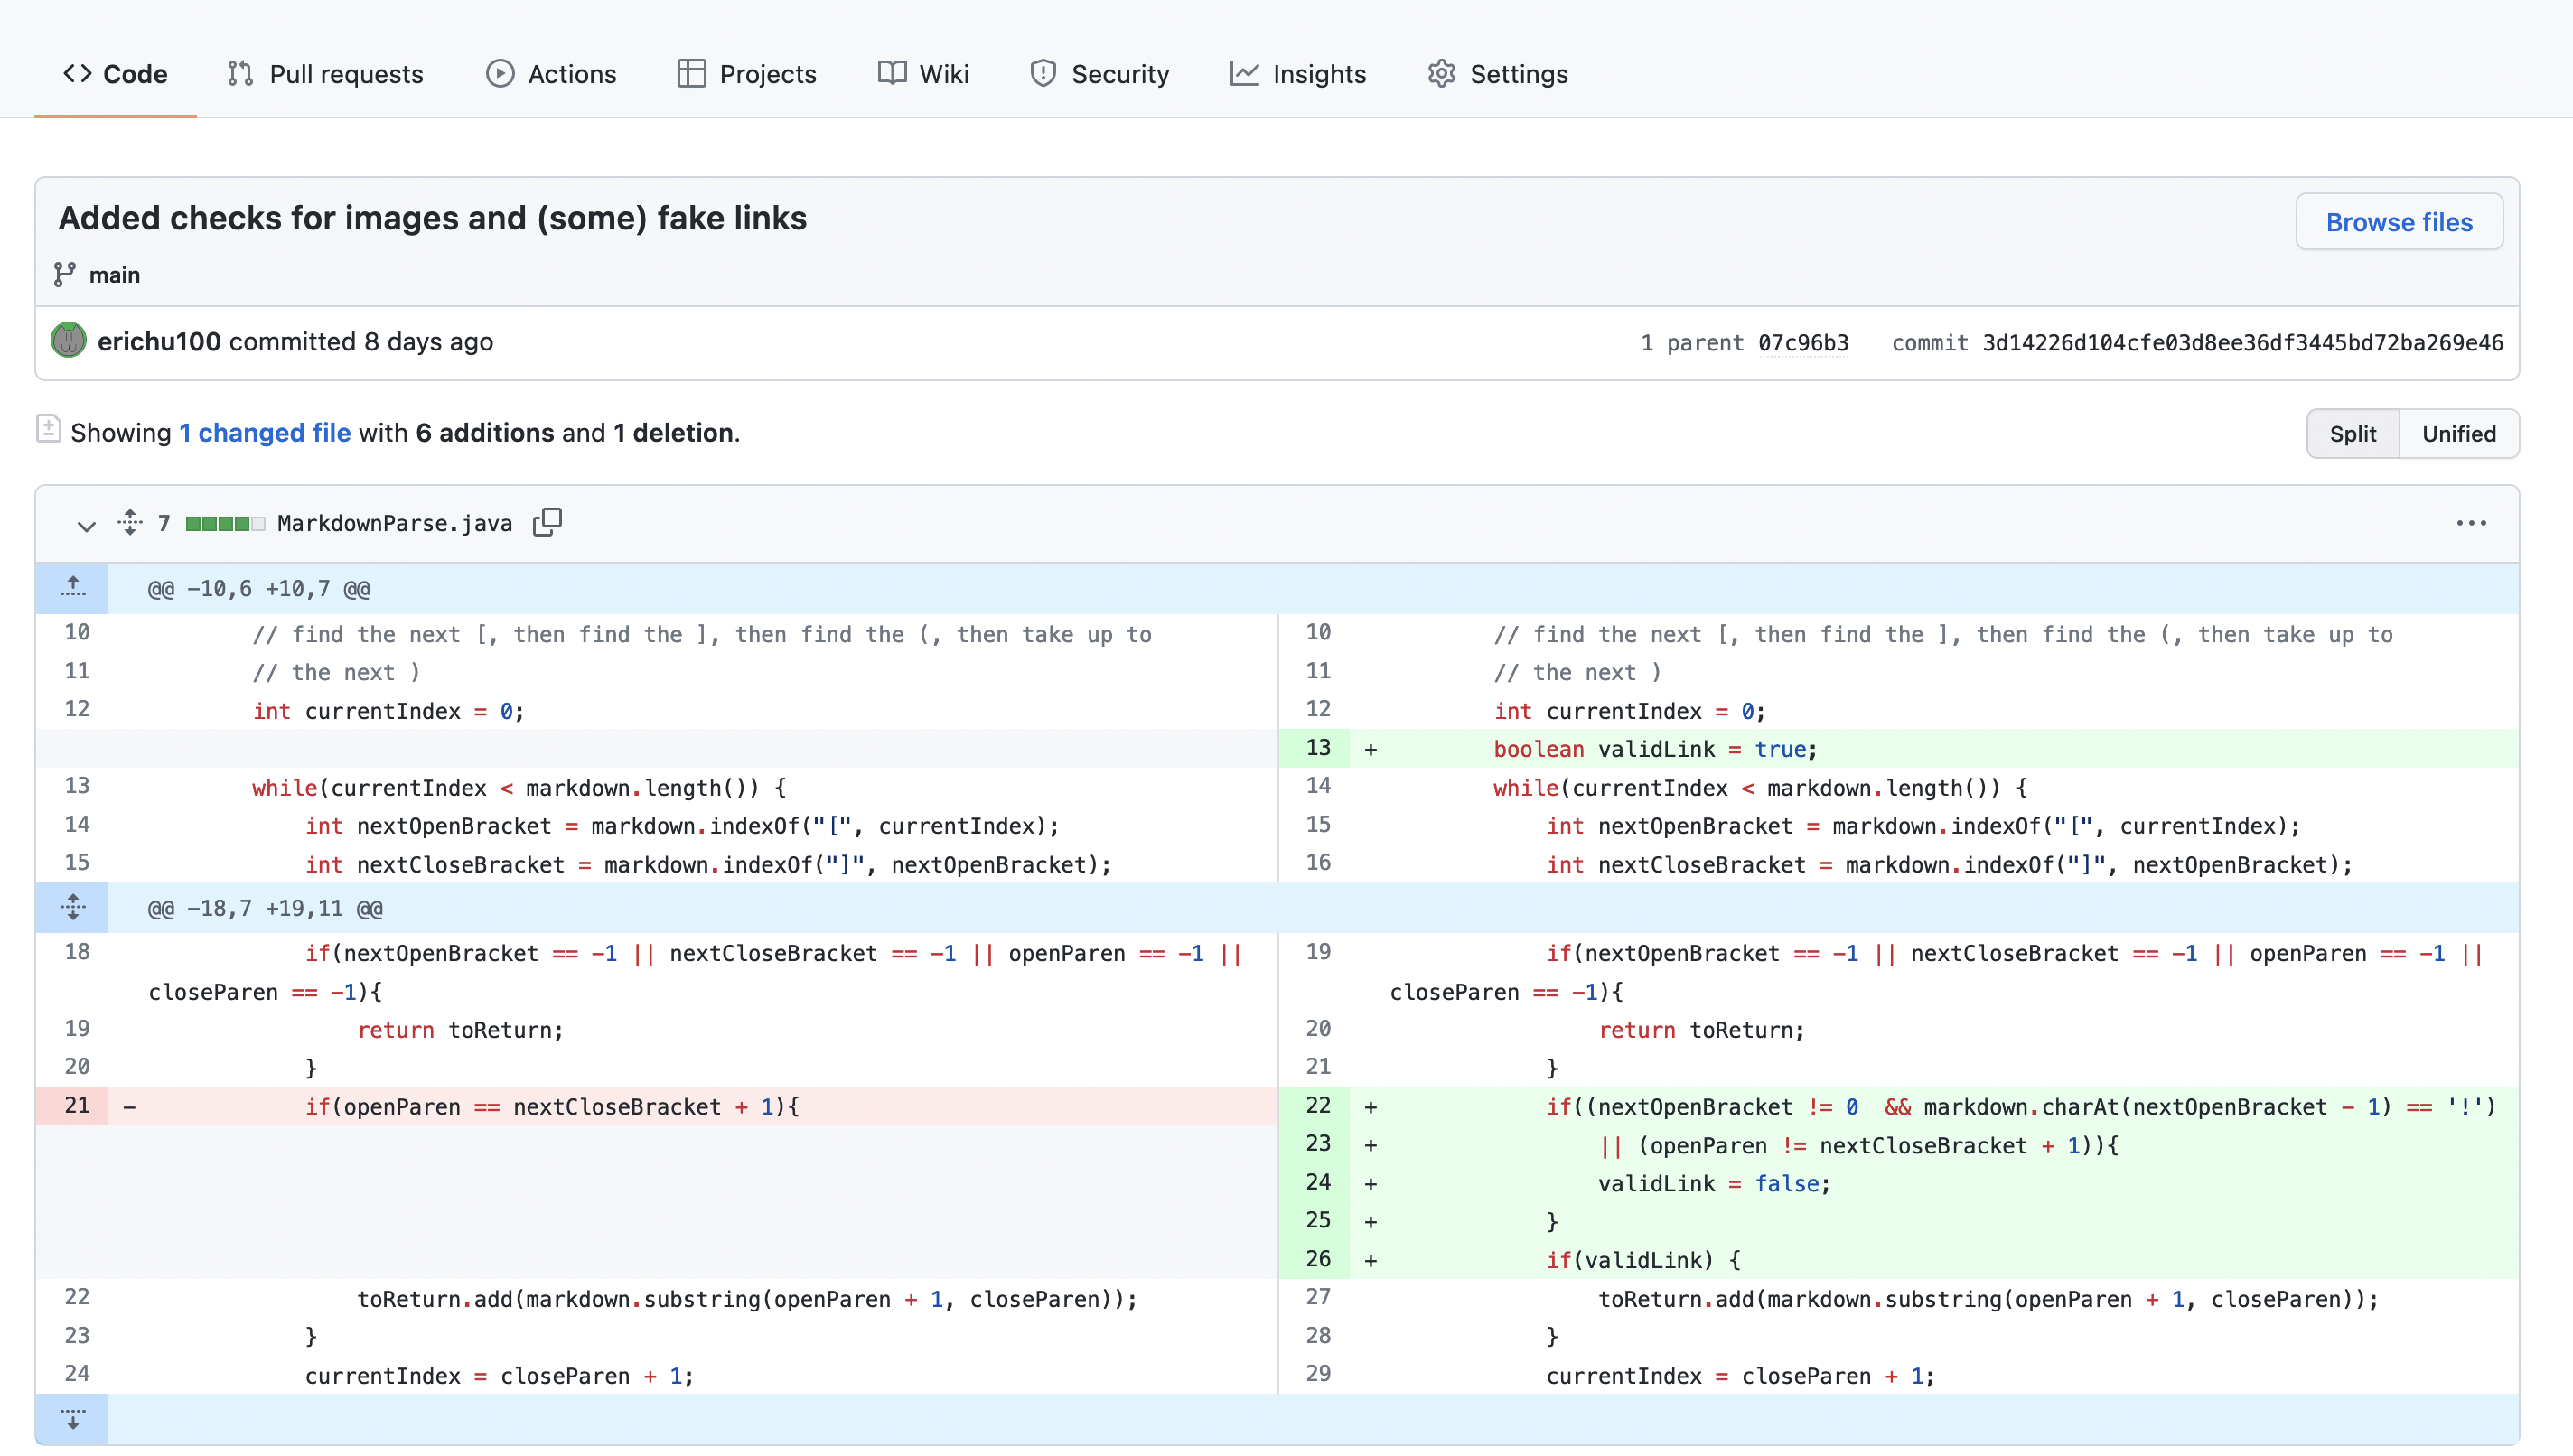 Code Pull requests Actions Projects Wiki Security Insights Settings
Added checks for images and (some) fake links
Browse files
main
erichu100 committed 8 days ago
1 parent 07c96b3 commit 3d14226d104cfe03d8ee36df3445bd72ba269e46
Showing 1 changed file with 6 additions and 1 deletion.
Split Unified
7 MarkdownParse.java
@@ -10,6 +10,7 @@
10 // find the next [, then find the ], then find the (, then take up to
11 // the next )
12 int currentIndex = 0;
13 while(currentIndex < markdown.length()) {
14 int nextOpenBracket = markdown.indexOf("[", currentIndex);
15 int nextCloseBracket = markdown.indexOf("]", nextOpenBracket);
10 // find the next [, then find the ], then find the (, then take up to
11 // the next )
12 int currentIndex = 0;
13 + boolean validLink = true;
14 while(currentIndex < markdown.length()) {
15 int nextOpenBracket = markdown.indexOf("[", currentIndex);
16 int nextCloseBracket = markdown.indexOf("]", nextOpenBracket);
@@ -18,7 +19,11 @@
18 if(nextOpenBracket == -1 || nextCloseBracket == -1 || openParen == -1 ||
closeParen == -1){
19 return toReturn;
20 }
21 - if(openParen == nextCloseBracket + 1){
22 toReturn.add(markdown.substring(openParen + 1, closeParen));
23 }
24 currentIndex = closeParen + 1;
19 if(nextOpenBracket == -1 || nextCloseBracket == -1 || openParen == -1 ||
closeParen == -1){
20 return toReturn;
21 }
22 + if((nextOpenBracket != 0  && markdown.charAt(nextOpenBracket - 1) == '!')
23 + || (openParen != nextCloseBracket + 1)){
24 + validLink = false;
25 + }
26 + if(validLink) {
27 toReturn.add(markdown.substring(openParen + 1, closeParen));
28 }
29 currentIndex = closeParen + 1;